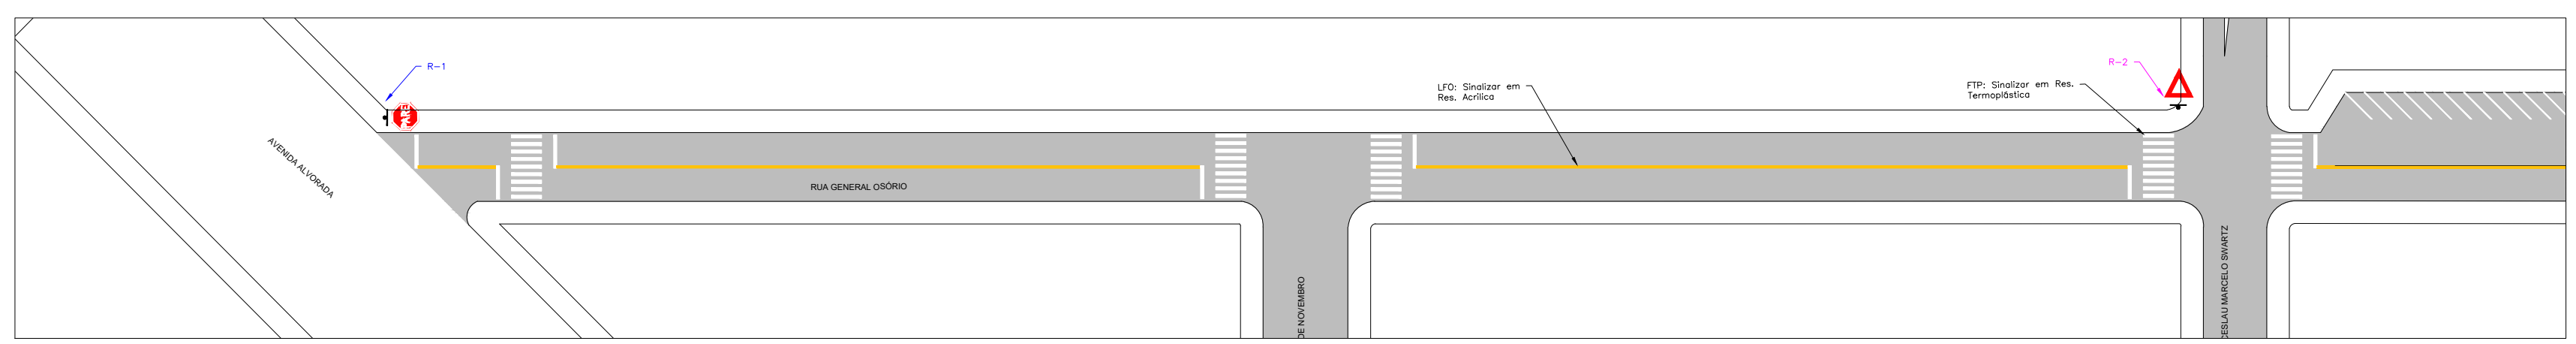 R-1
R-2
LFO: Sinalizar em
Res. Acrílica
FTP: Sinalizar em Res.
Termoplástica
AVENIDA ALVORADA
RUA GENERAL OSÓRIO
DE NOVEMBRO
CESLAU MARCELO SWARTZ